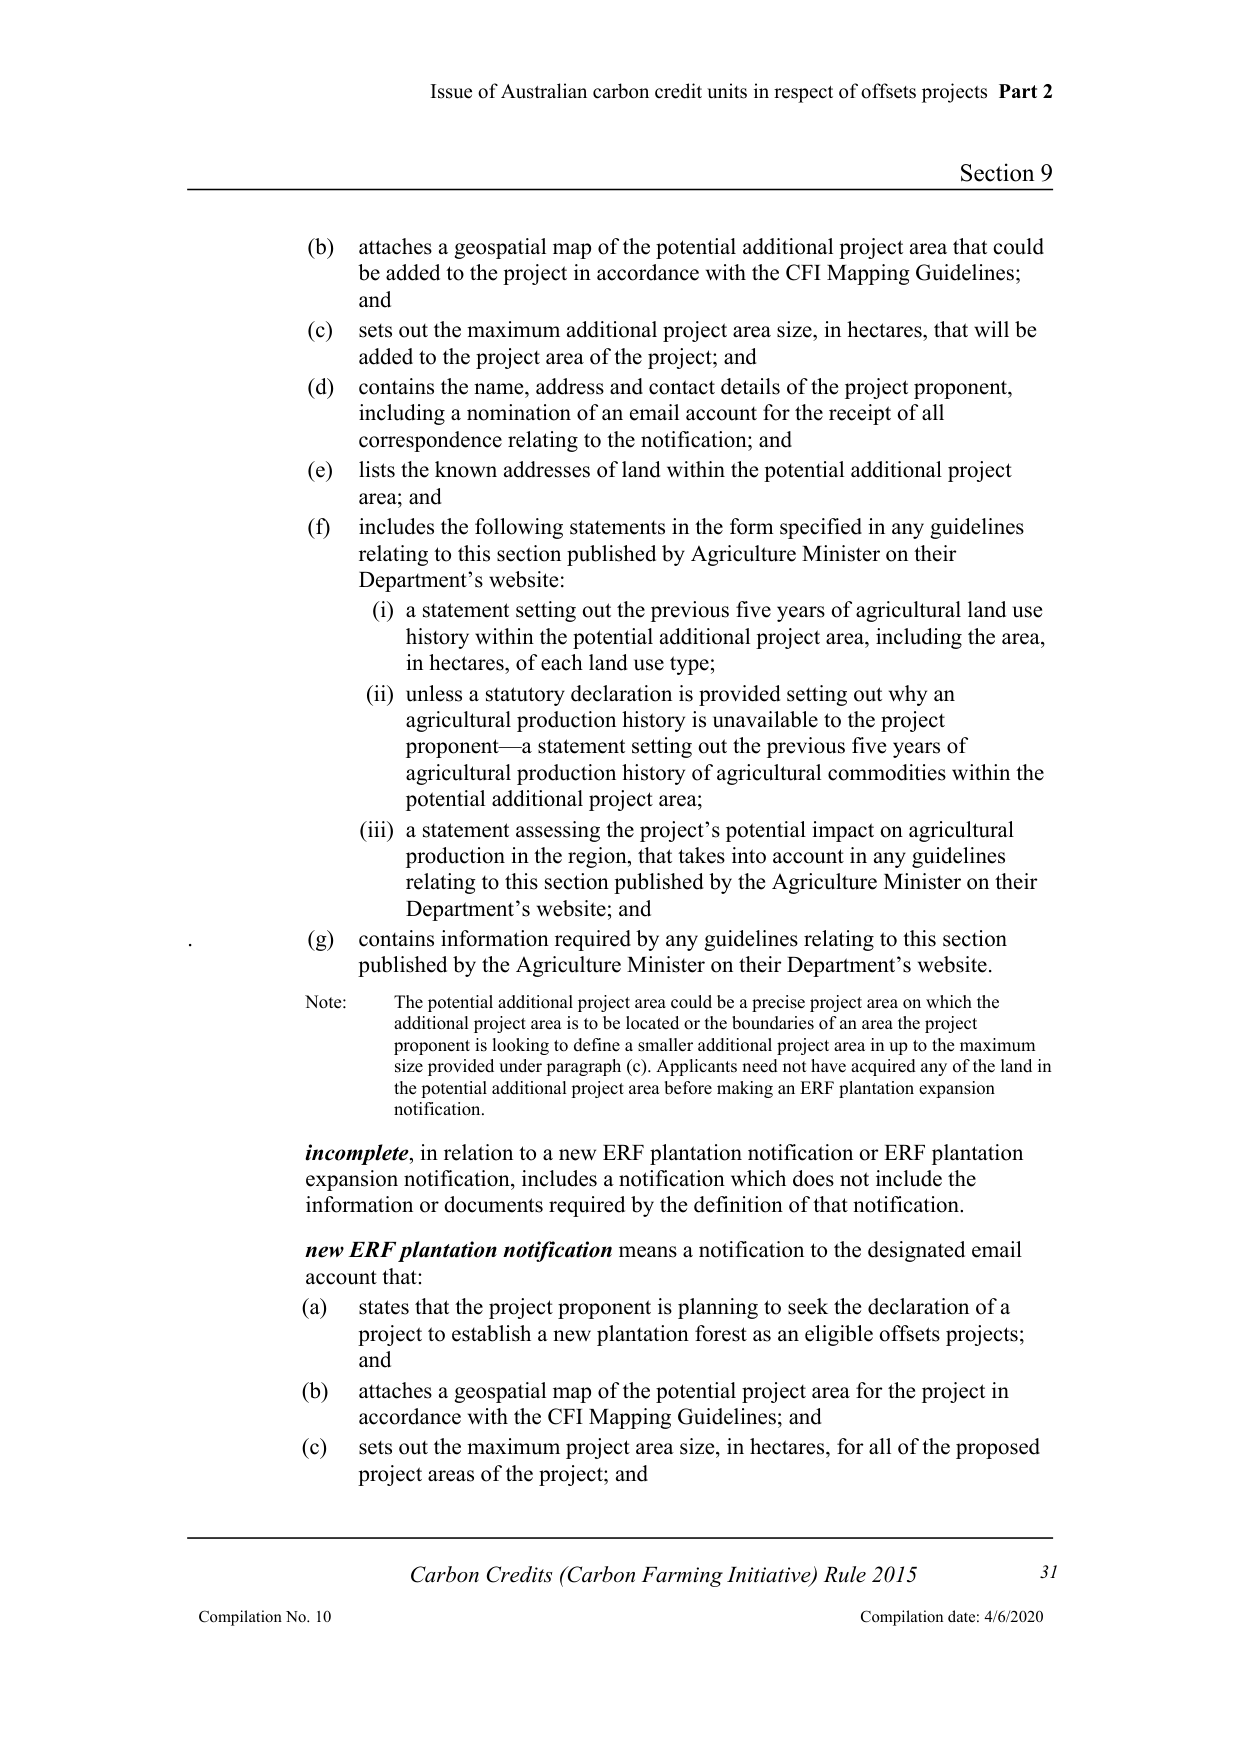 Issue of Australian carbon credit units in respect of offsets projects Part 2
Section 9
(b) attaches a geospatial map of the potential additional project area that could
be added to the project in accordance with the CFI Mapping Guidelines;
and
(c) sets out the maximum additional project area size, in hectares, that will be
added to the project area of the project; and
(d) contains the name, address and contact details of the project proponent,
including a nomination of an email account for the receipt of all
correspondence relating to the notification; and
(e) lists the known addresses of land within the potential additional project
area; and
(f) includes the following statements in the form specified in any guidelines
relating to this section published by Agriculture Minister on their
Department’s website:
(i) a statement setting out the previous five years of agricultural land use
history within the potential additional project area, including the area,
in hectares, of each land use type;
(ii) unless a statutory declaration is provided setting out why an
agricultural production history is unavailable to the project
proponent—a statement setting out the previous five years of
agricultural production history of agricultural commodities within the
potential additional project area;
(iii) a statement assessing the project’s potential impact on agricultural
production in the region, that takes into account in any guidelines
relating to this section published by the Agriculture Minister on their
Department’s website; and
. (g) contains information required by any guidelines relating to this section
published by the Agriculture Minister on their Department’s website.
Note: The potential additional project area could be a precise project area on which the
additional project area is to be located or the boundaries of an area the project
proponent is looking to define a smaller additional project area in up to the maximum
size provided under paragraph (c). Applicants need not have acquired any of the land in
the potential additional project area before making an ERF plantation expansion
notification.
incomplete, in relation to a new ERF plantation notification or ERF plantation
expansion notification, includes a notification which does not include the
information or documents required by the definition of that notification.
new ERF plantation notification means a notification to the designated email
account that:
(a) states that the project proponent is planning to seek the declaration of a
project to establish a new plantation forest as an eligible offsets projects;
and
(b) attaches a geospatial map of the potential project area for the project in
accordance with the CFI Mapping Guidelines; and
(c) sets out the maximum project area size, in hectares, for all of the proposed
project areas of the project; and
Carbon Credits (Carbon Farming Initiative) Rule 2015 31
Compilation No. 10 Compilation date: 4/6/2020